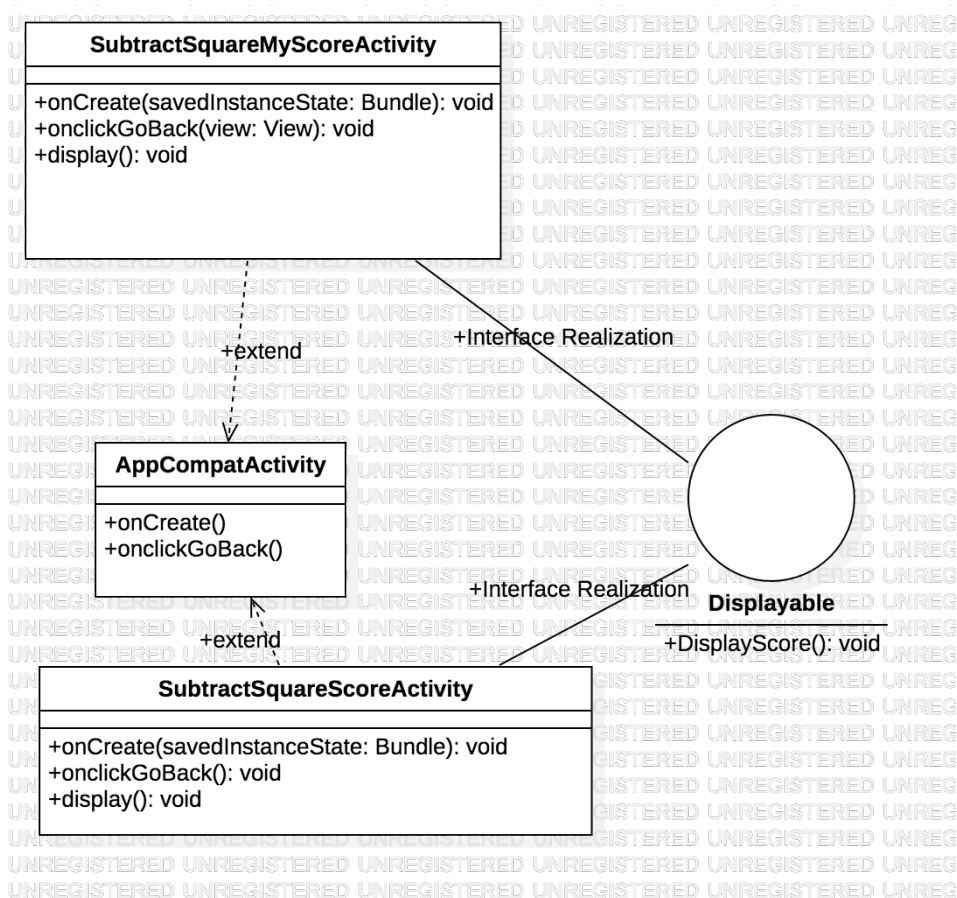 SubtractSquareMyScoreActivity
+onCreate(savedInstanceState: Bundle): void
+onclickGoBack(view: View): void
+display(): void
+Interface Realization
+extend
AppCompatActivity
+onCreate()
+onclickGoBack()
+Interface Realization
Displayable
+DisplayScore(): void
+extend
SubtractSquareScoreActivity
+onCreate(savedInstanceState: Bundle): void
+onclickGoBack(): void
+display(): void
UNREGISTERED